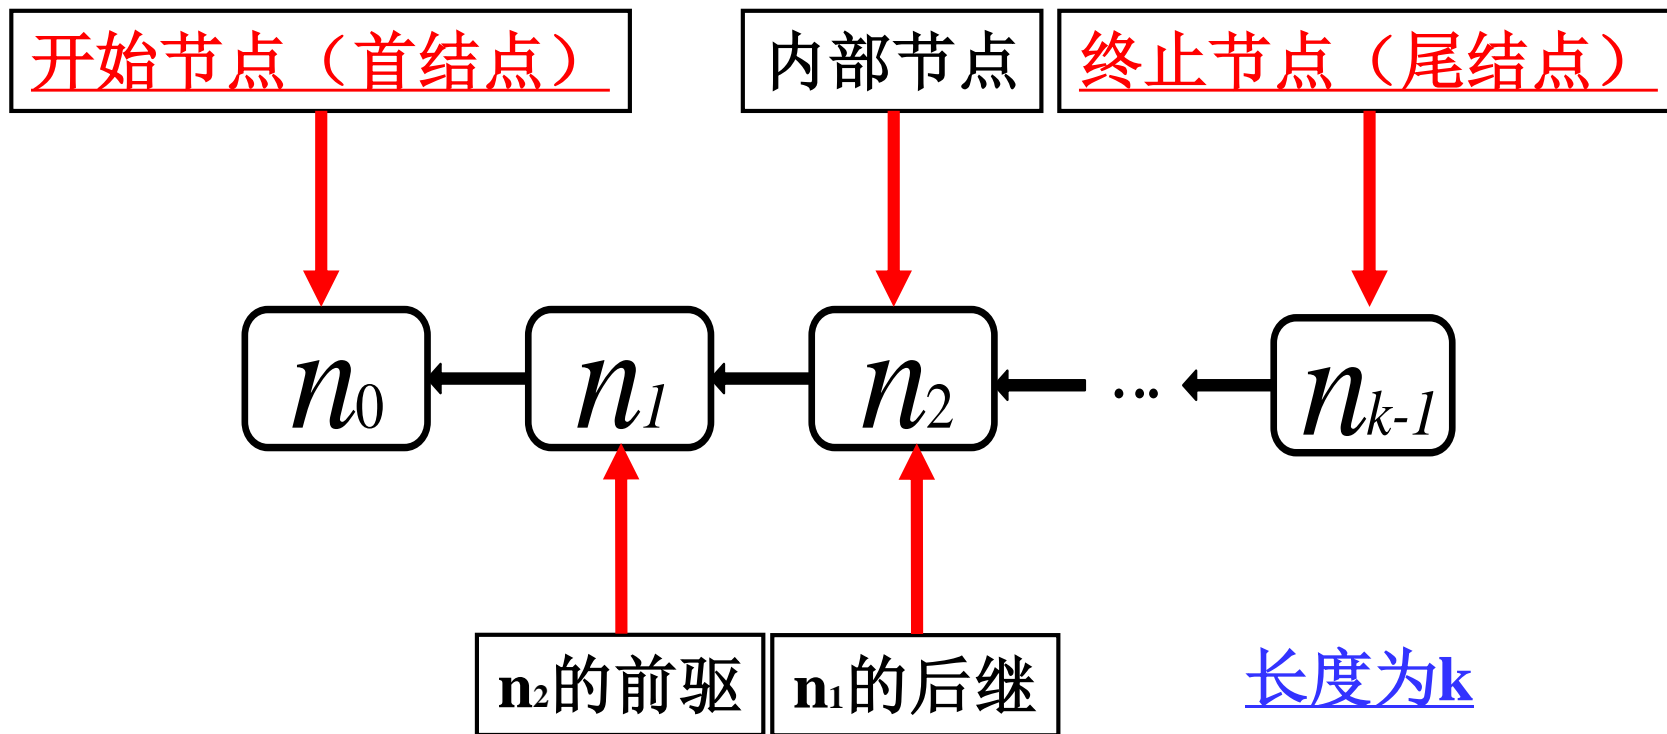 开始节点（首结点）
内部节点
终止节点（尾结点）
n0
n1
n2
...
nk-1
n2的前驱
n1的后继
长度为k